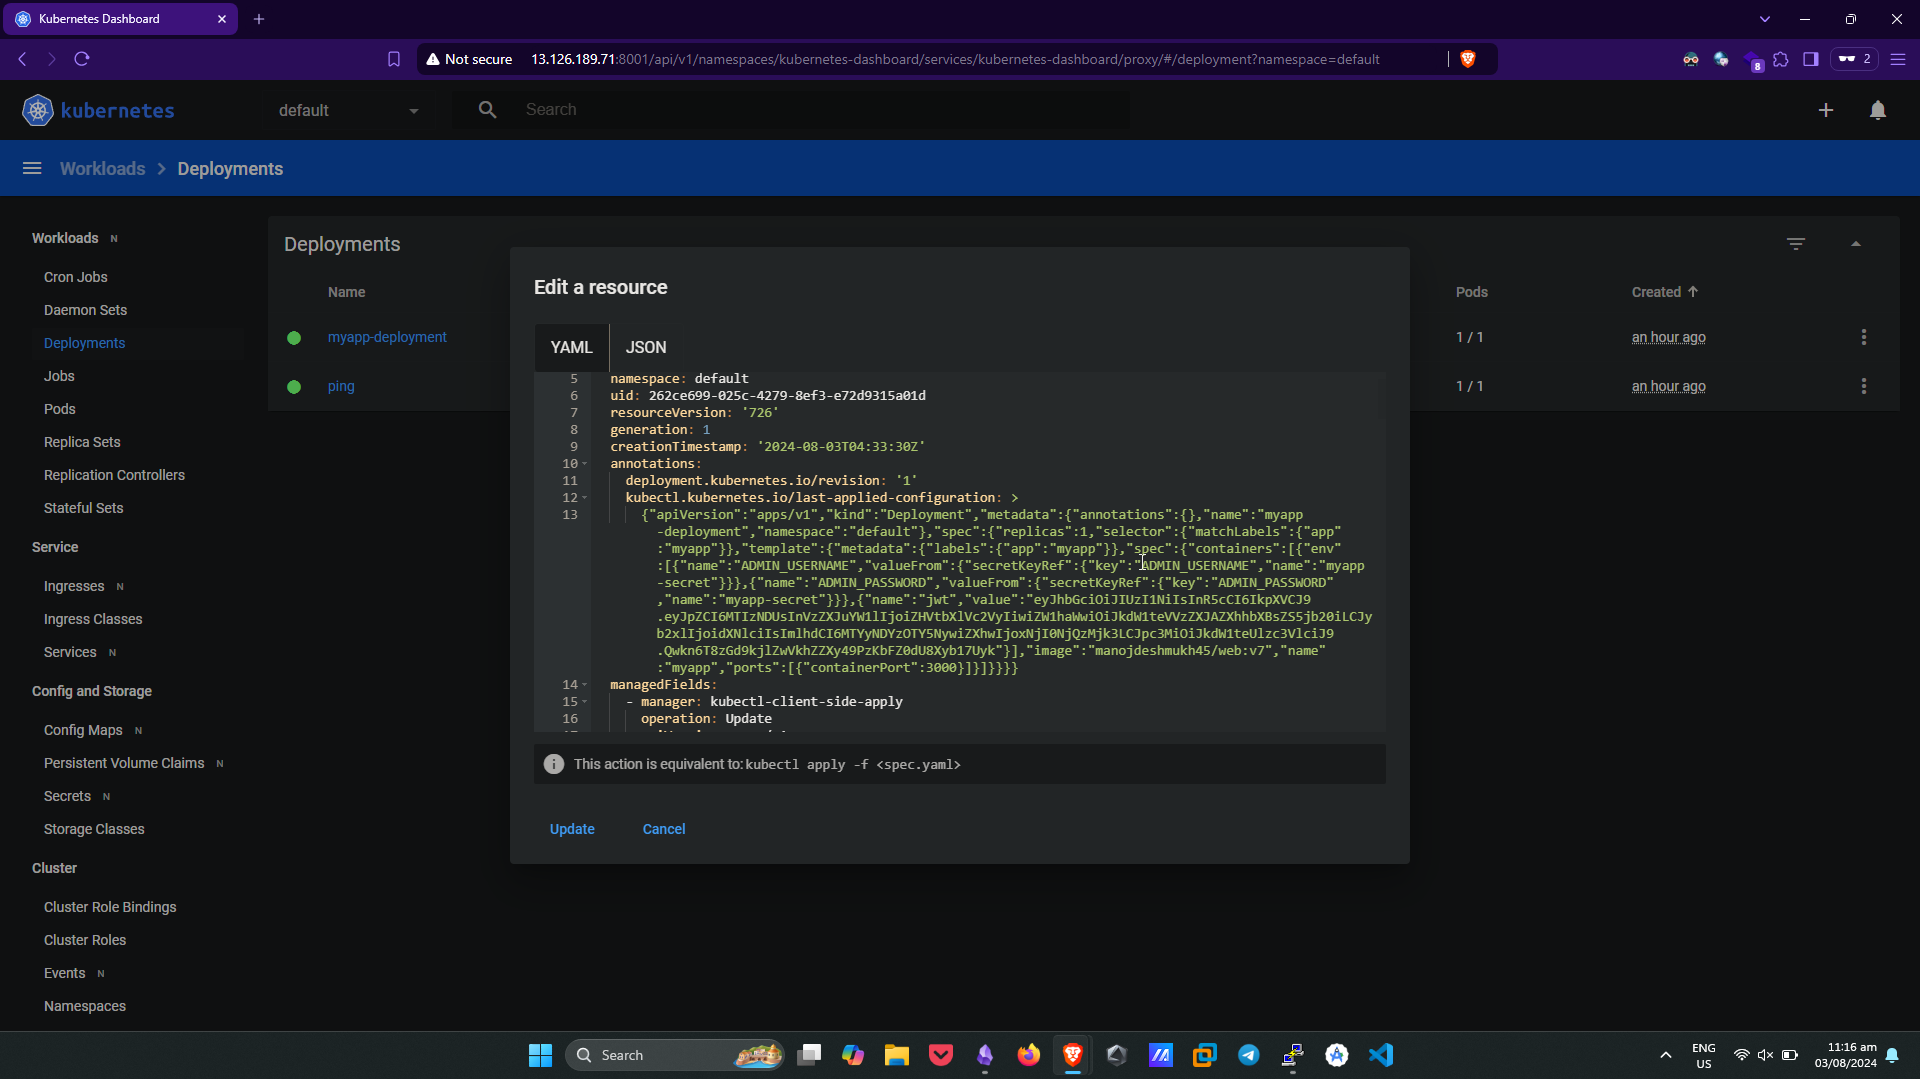 Kubernetes Dashboard
Not secure 13.126.189.71:8001/api/v1/namespaces/kubernetes-dashboard/services/kubernetes-dashboard/proxy/#/deployment?namespace=default
8
2
kubernetes
default
Search
Workloads > Deployments
Workloads N
Cron Jobs
Daemon Sets
Deployments
Jobs
Pods
Replica Sets
Replication Controllers
Stateful Sets
Service
Ingresses N
Ingress Classes
Services N
Config and Storage
Config Maps N
Persistent Volume Claims N
Secrets N
Storage Classes
Cluster
Cluster Role Bindings
Cluster Roles
Events N
Namespaces
Deployments
Name Pods Created
myapp-deployment 1 / 1 an hour ago
ping 1 / 1 an hour ago
Edit a resource
YAML JSON
5 namespace: default
6 uid: 262ce699-025c-4279-8ef3-e72d9315a01d
7 resourceVersion: '726'
8 generation: 1
9 creationTimestamp: '2024-08-03T04:33:30Z'
10 annotations:
11 deployment.kubernetes.io/revision: '1'
12 kubectl.kubernetes.io/last-applied-configuration: >
13 {"apiVersion":"apps/v1","kind":"Deployment","metadata":{"annotations":{},"name":"myapp
-deployment","namespace":"default"},"spec":{"replicas":1,"selector":{"matchLabels":{"app"
:"myapp"}},"template":{"metadata":{"labels":{"app":"myapp"}},"spec":{"containers":[{"env"
:[{"name":"ADMIN_USERNAME","valueFrom":{"secretKeyRef":{"key":"ADMIN_USERNAME","name":"myapp
-secret"}}},{"name":"ADMIN_PASSWORD","valueFrom":{"secretKeyRef":{"key":"ADMIN_PASSWORD"
,"name":"myapp-secret"}}},{"name":"jwt","value":"eyJhbGciOiJIUzI1NiIsInR5cCI6IkpXVCJ9
.eyJpZCI6MTIzNDUsInVzZXJuYW1lIjoiZHVtbXlVc2VyIiwiZW1haWwiOiJkdW1teVVzZXJAZXhhbXBsZS5jb20iLCJy
b2xlIjoidXNlciIsImlhdCI6MTYyNDYzOTY5NywiZXhwIjoxNjI0NjQzMjk3LCJpc3MiOiJkdW1teUlzc3VlciJ9
.Qwkn6T8zGd9kjlZwVkhZZXy49PzKbFZ0dU8Xyb17Uyk"}],"image":"manojdeshmukh45/web:v7","name"
:"myapp","ports":[{"containerPort":3000}]}]}}}}
14 managedFields:
15 - manager: kubectl-client-side-apply
16 operation: Update
This action is equivalent to: kubectl apply -f <spec.yaml>
Update Cancel
Search
ENG
US
11:16 am
03/08/2024